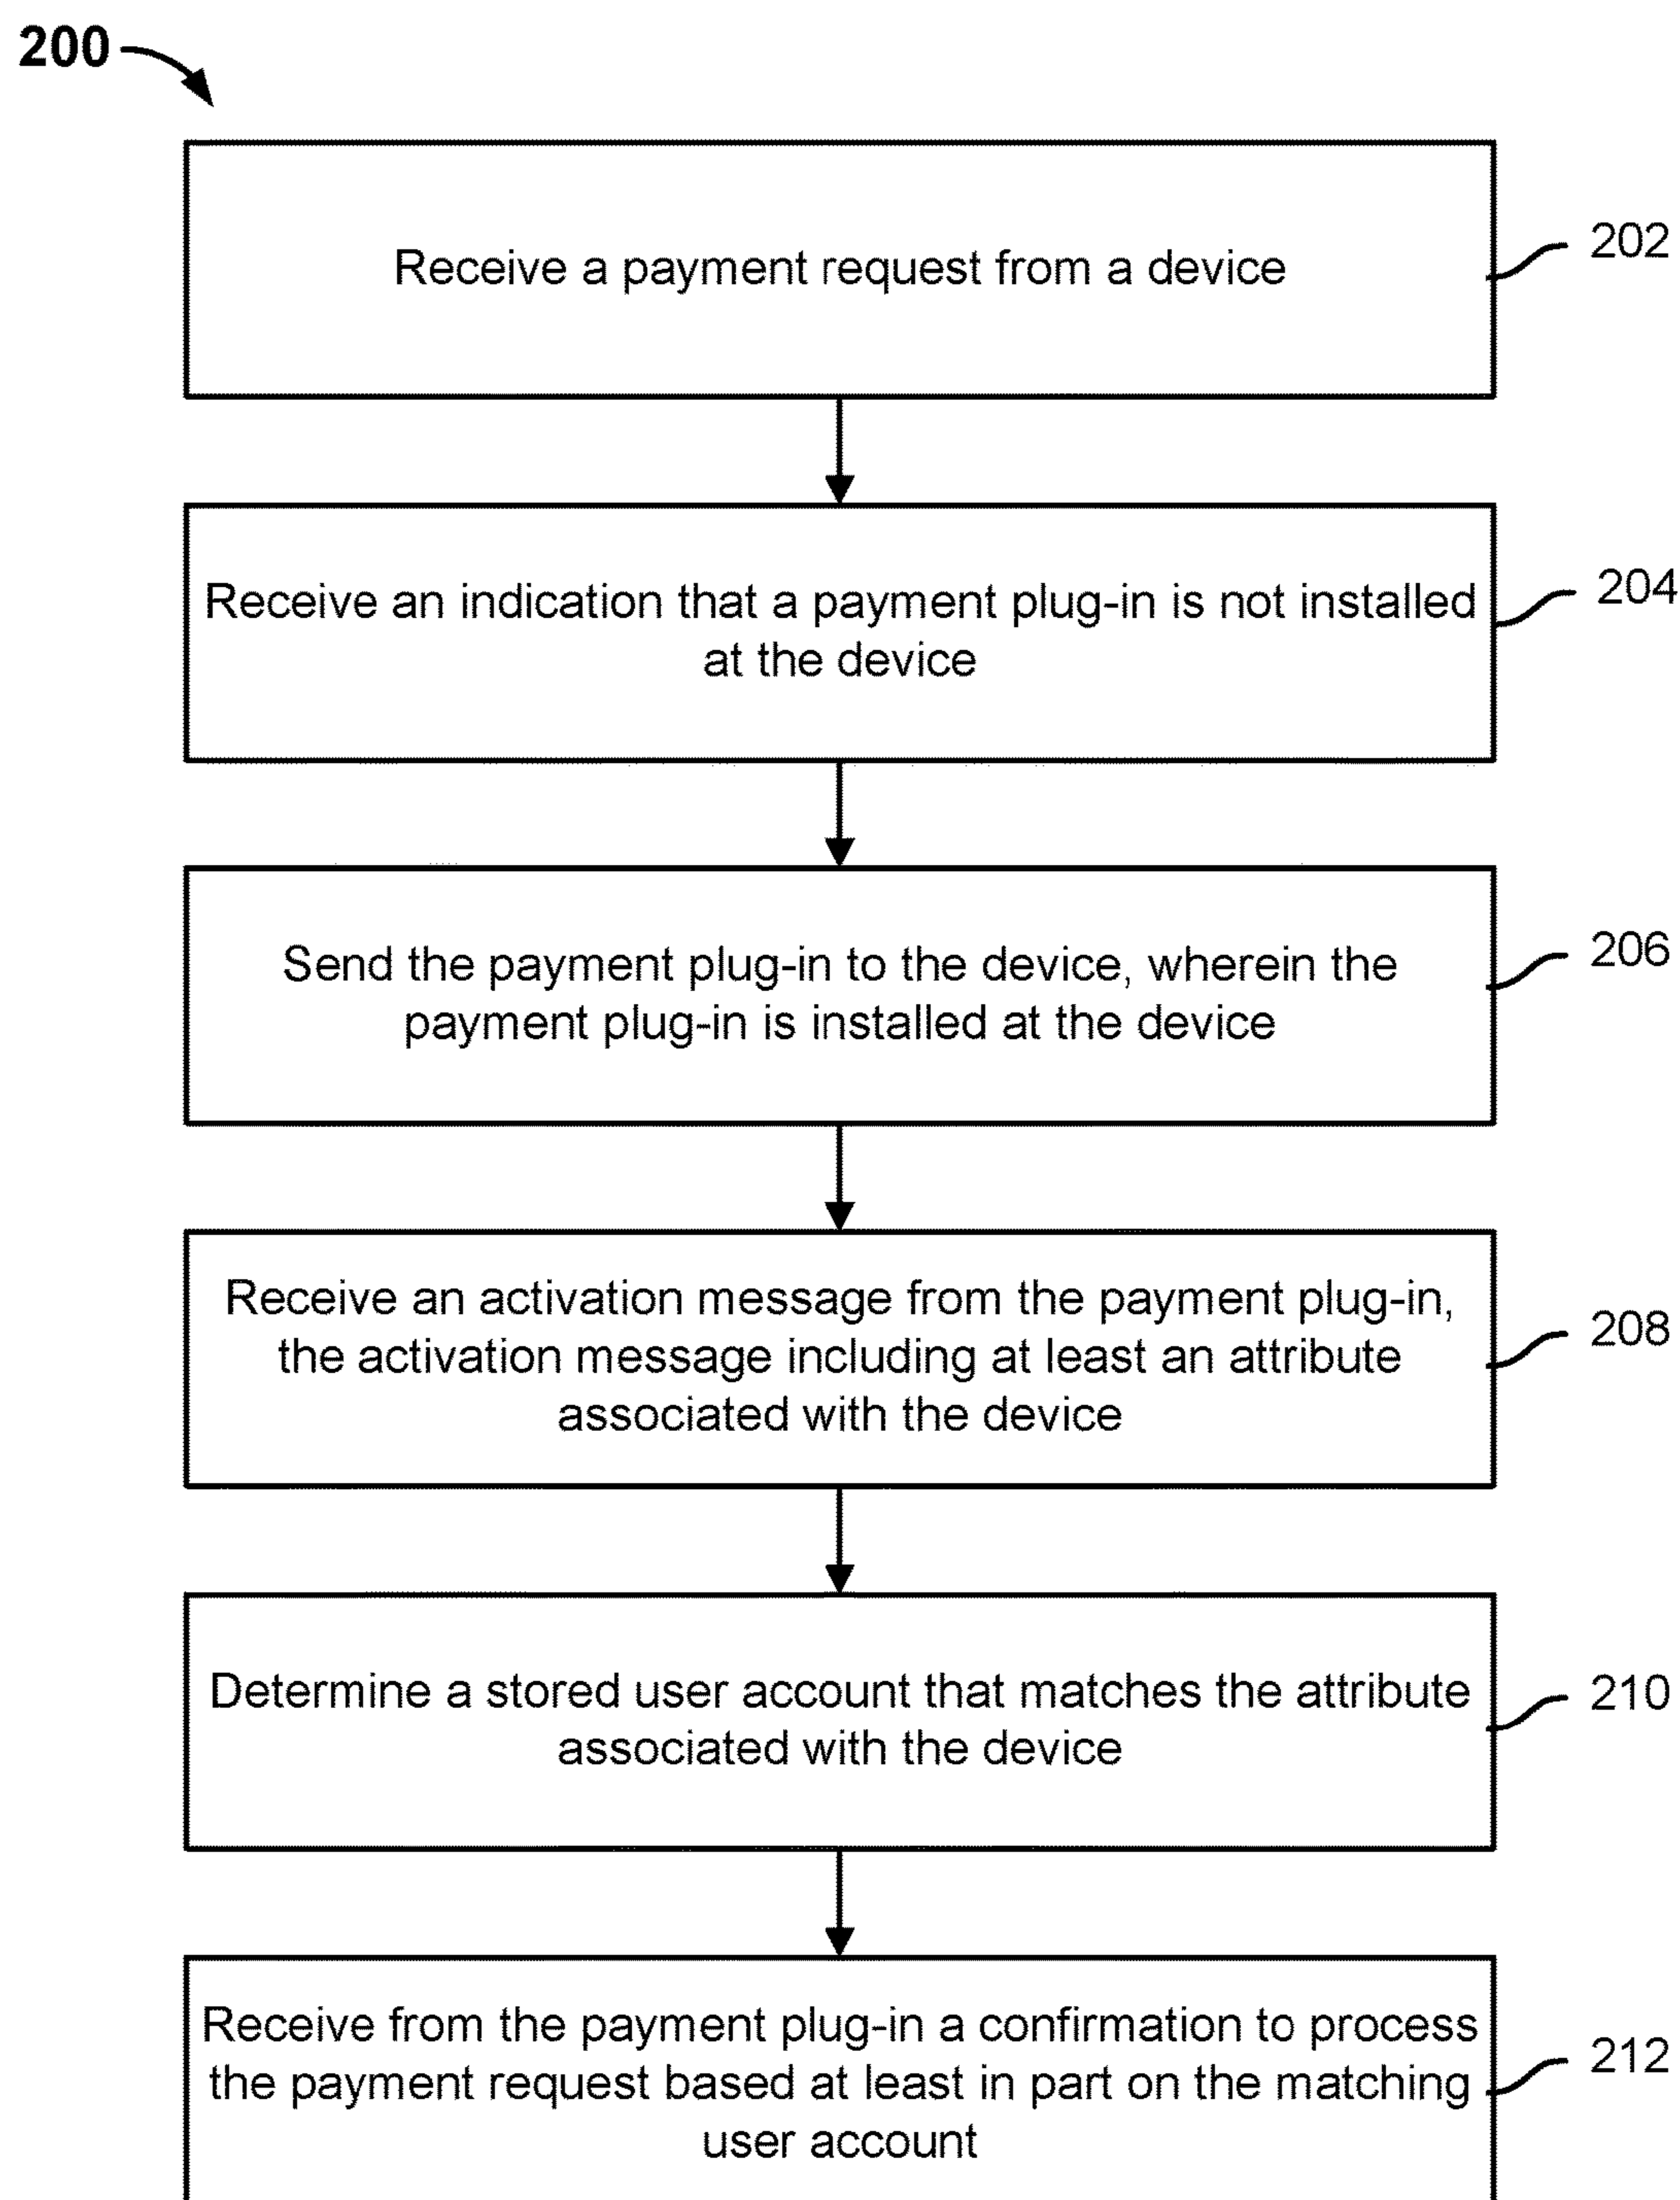 200
Receive a payment request from a device
202
Receive an indication that a payment plug-in is not installed
at the device
204
Send the payment plug-in to the device, wherein the
payment plug-in is installed at the device
206
Receive an activation message from the payment plug-in,
the activation message including at least an attribute
associated with the device
208
Determine a stored user account that matches the attribute
associated with the device
210
Receive from the payment plug-in a confirmation to process
the payment request based at least in part on the matching
user account
212